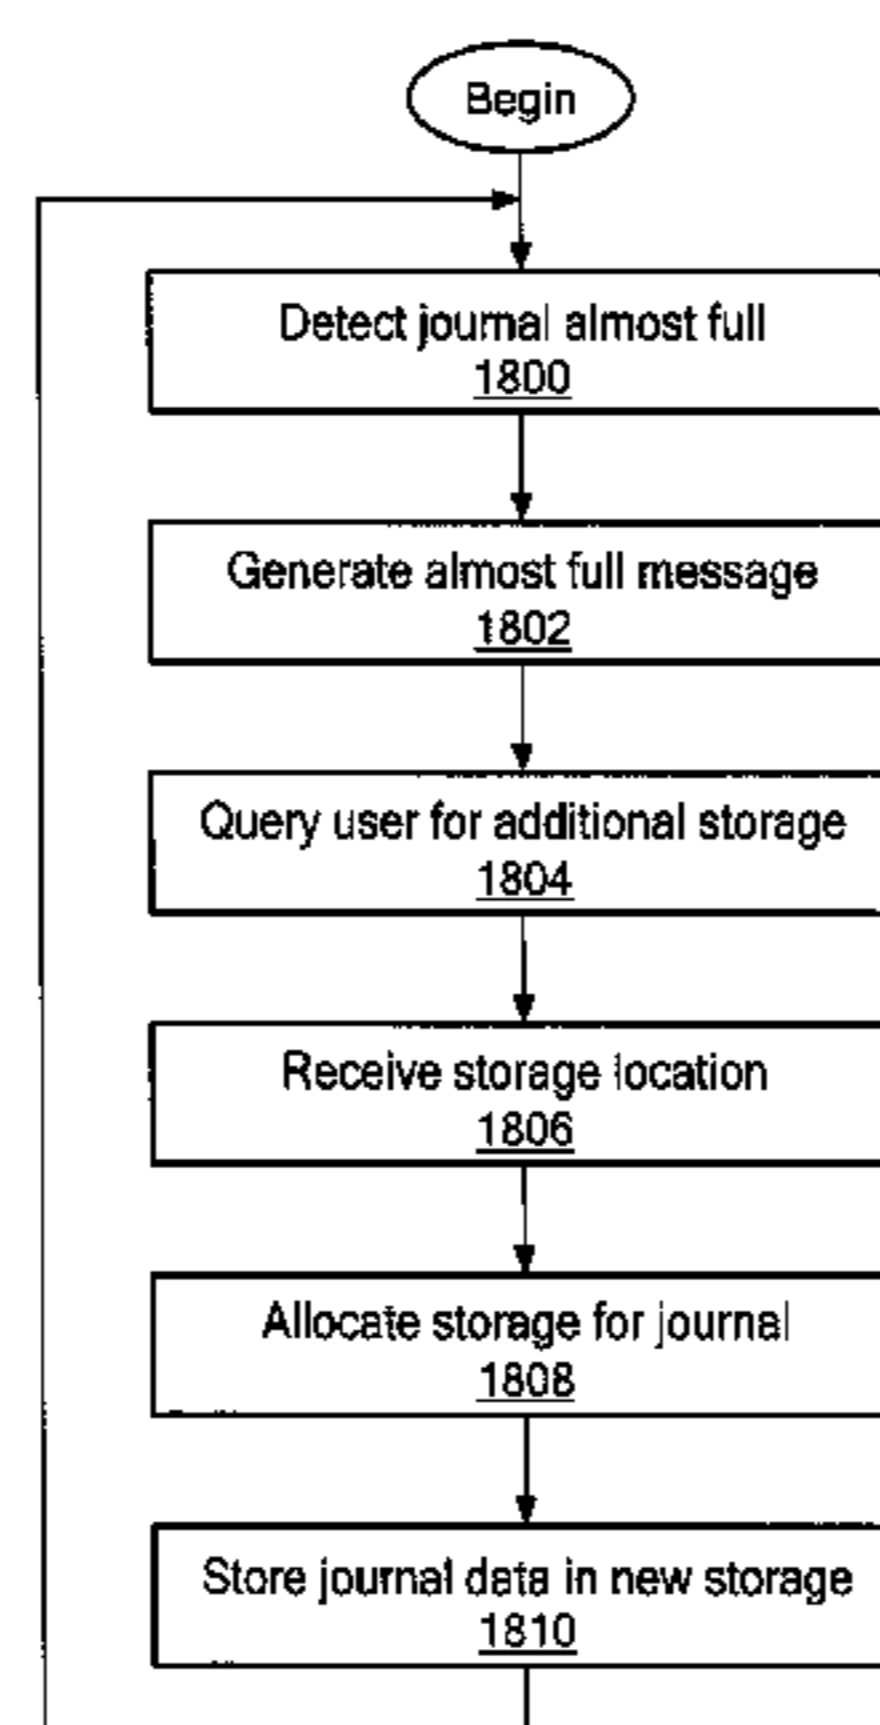 Begin
Detect journal almost full
1800
Generate almost full message
1802
Query user for additional storage
1804
Receive storage location
1806
Allocate storage for journal
1808
Store journal data in new storage
1810